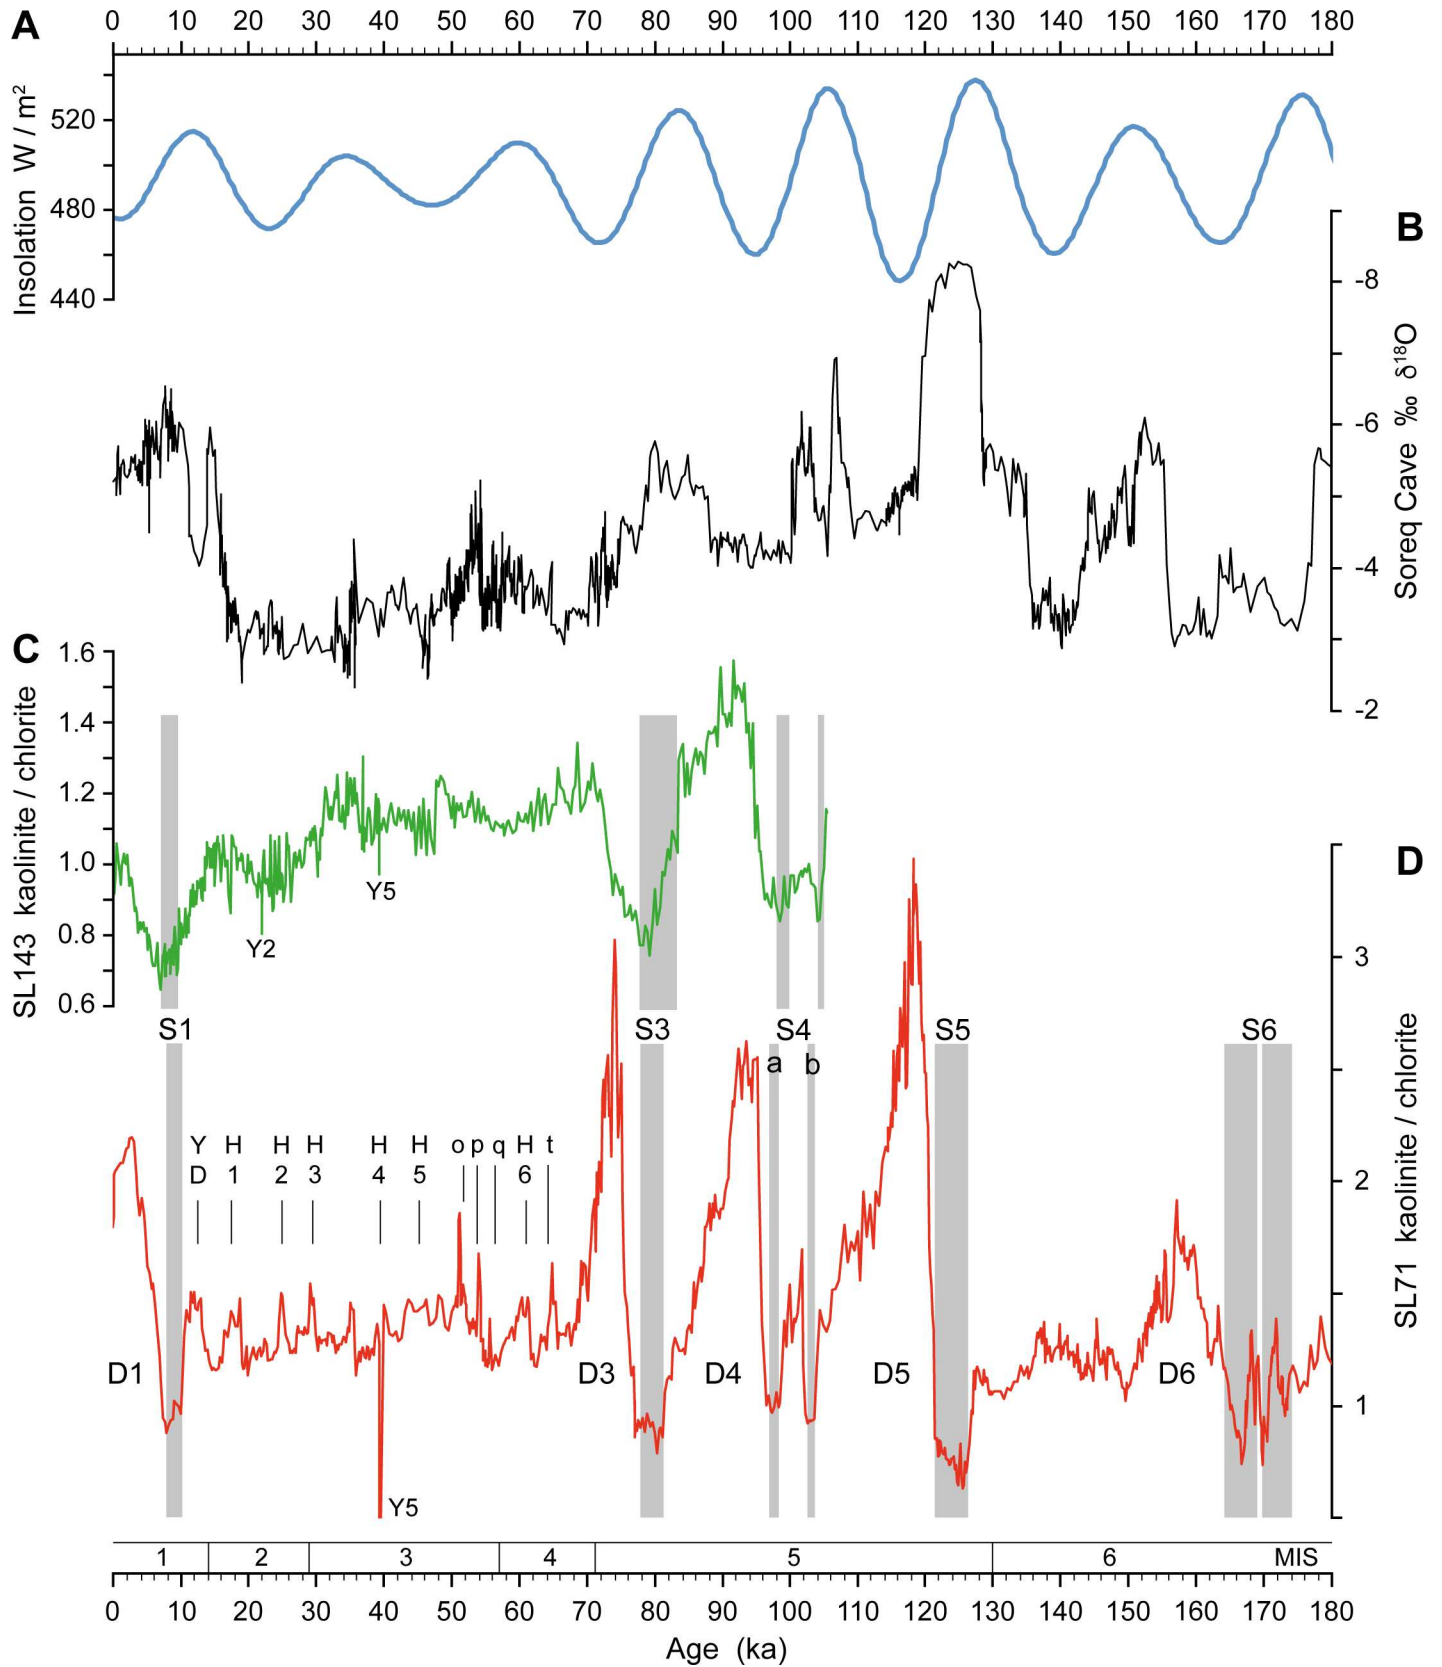 A
0 10 20 30 40 50 60 70 80 90 100 110 120 130 140 150 160 170 180
Insolation W / m²
520
480
440
B
-8
-6
-4
-2
Soreq Cave ‰ δ¹⁸O
C
1.6
1.4
1.2
1.0
0.8
0.6
SL143 kaolinite / chlorite
Y5
Y2
D
3
2
1
SL71 kaolinite / chlorite
S1 S3 S4 S5 S6
a b
Y H H H H H o p q H t
D 1 2 3 4 5 6
D1 D3 D4 D5 D6
Y5
1 2 3 4 5 6 MIS
0 10 20 30 40 50 60 70 80 90 100 110 120 130 140 150 160 170 180
Age (ka)